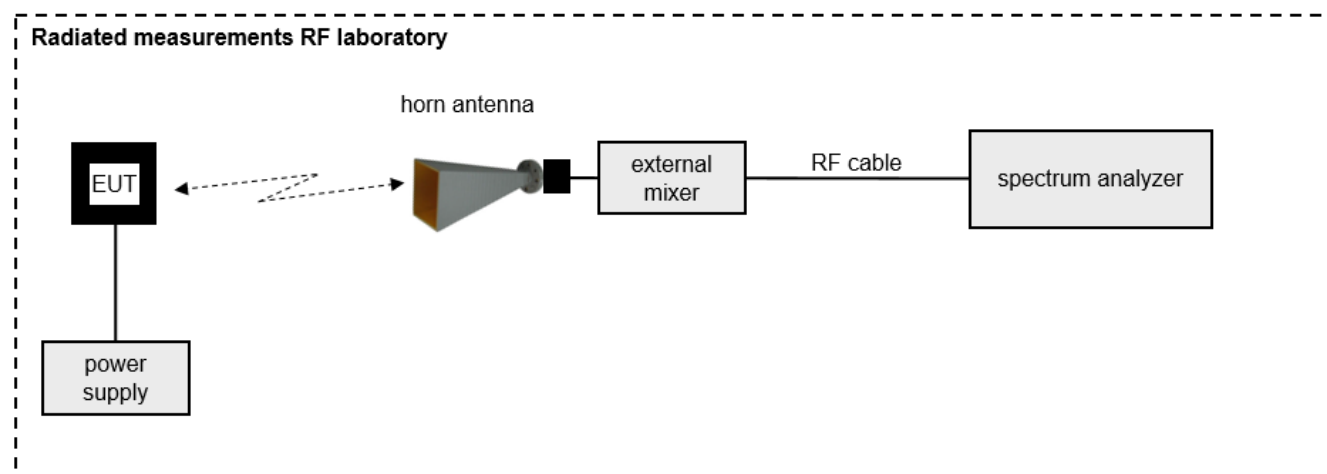 Radiated measurements RF laboratory
horn antenna
EUT
external
mixer
RF cable
spectrum analyzer
power
supply